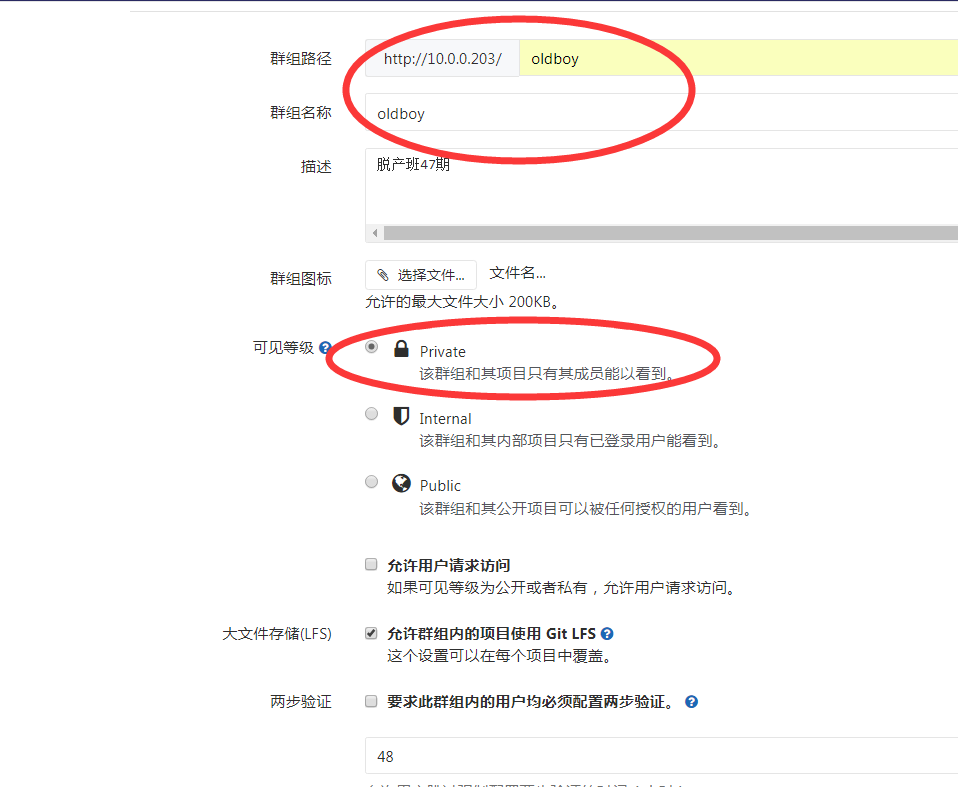 群组路径 http://10.0.0.203/ oldboy
群组名称 oldboy
描述 脱产班47期
群组图标 选择文件... 文件名...
允许的最大文件大小 200KB。
可见等级 Private
该群组和其项目只有其成员能以看到。
Internal
该群组和其内部项目只有已登录用户能看到。
Public
该群组和其公开项目可以被任何授权的用户看到。
允许用户请求访问
如果可见等级为公开或者私有，允许用户请求访问。
大文件存储(LFS) 允许群组内的项目使用 Git LFS
这个设置可以在每个项目中覆盖。
两步验证 要求此群组内的用户均必须配置两步验证。
48